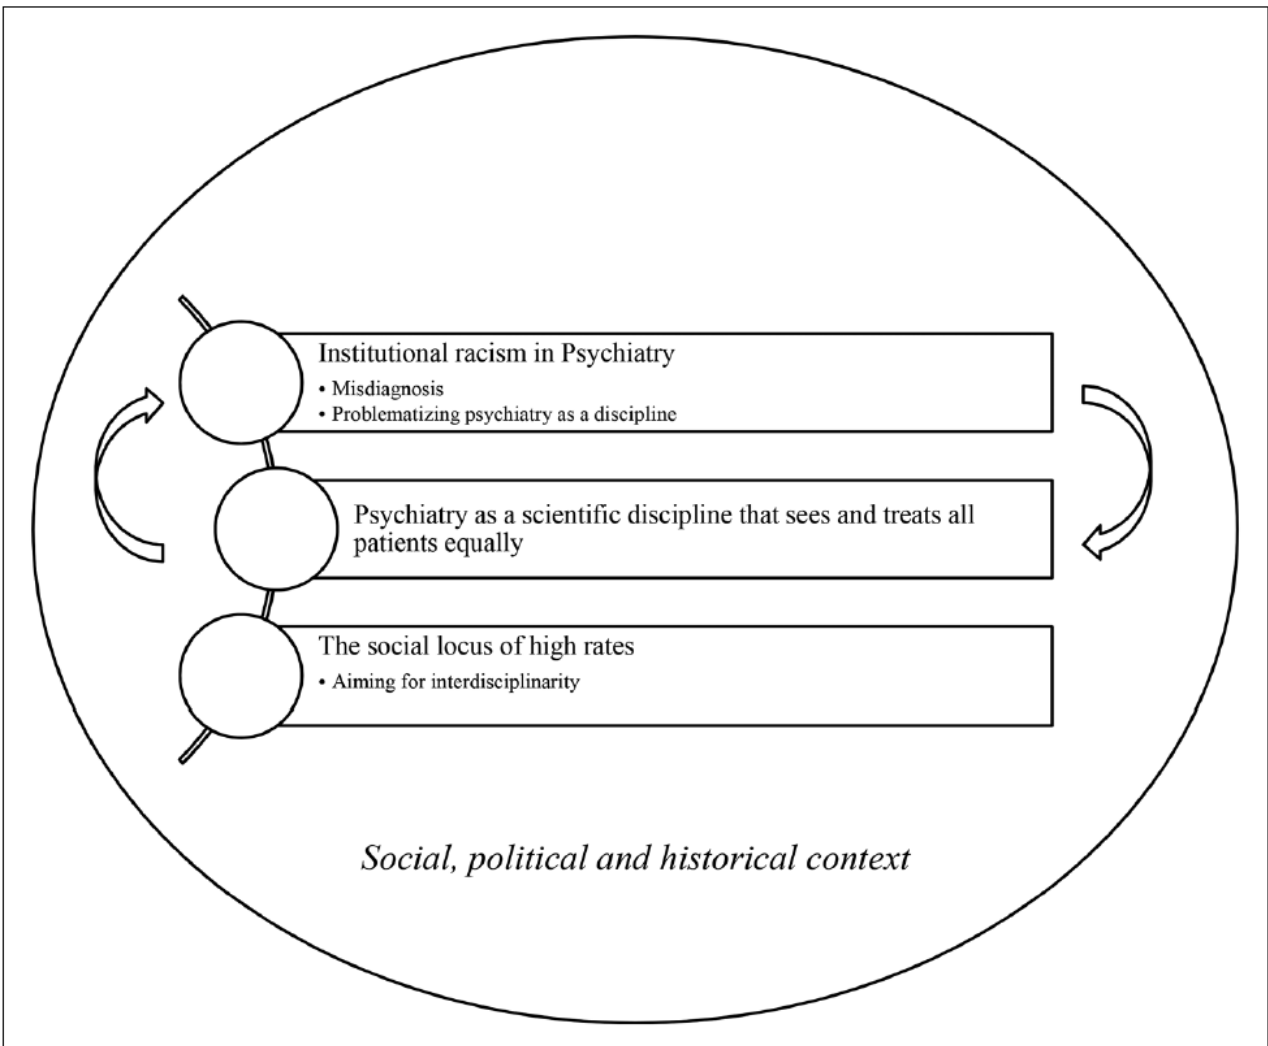 Institutional racism in Psychiatry
• Misdiagnosis
• Problematizing psychiatry as a discipline
Psychiatry as a scientific discipline that sees and treats all
patients equally
The social locus of high rates
• Aiming for interdisciplinarity
Social, political and historical context